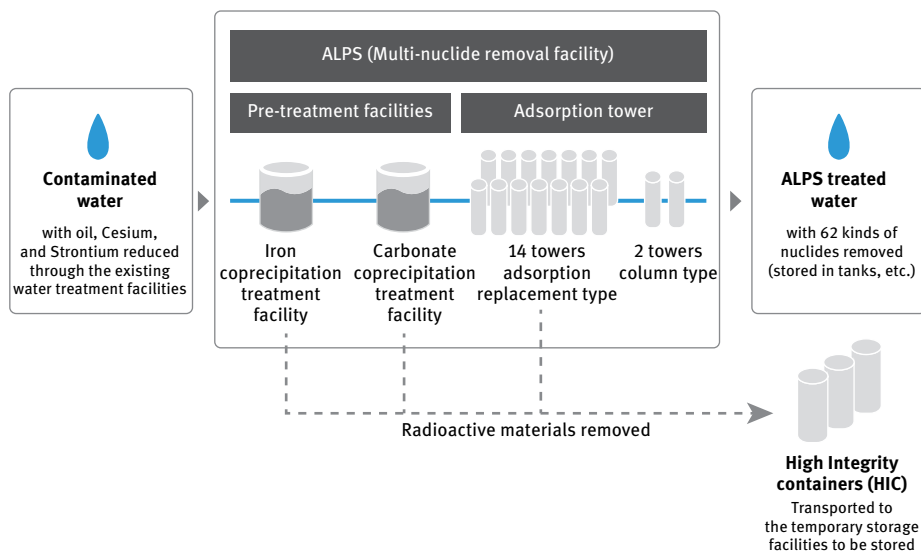 ALPS (Multi-nuclide removal facility)
Pre-treatment facilities
Adsorption tower
Contaminated
water
with oil, Cesium,
and Strontium reduced
through the existing
water treatment facilities
Iron
coprecipitation
treatment
facility
Carbonate
coprecipitation
treatment
facility
14 towers
adsorption
replacement type
2 towers
column type
ALPS treated
water
with 62 kinds of
nuclides removed
(stored in tanks, etc.)
Radioactive materials removed
High Integrity
containers (HIC)
Transported to
the temporary storage
facilities to be stored